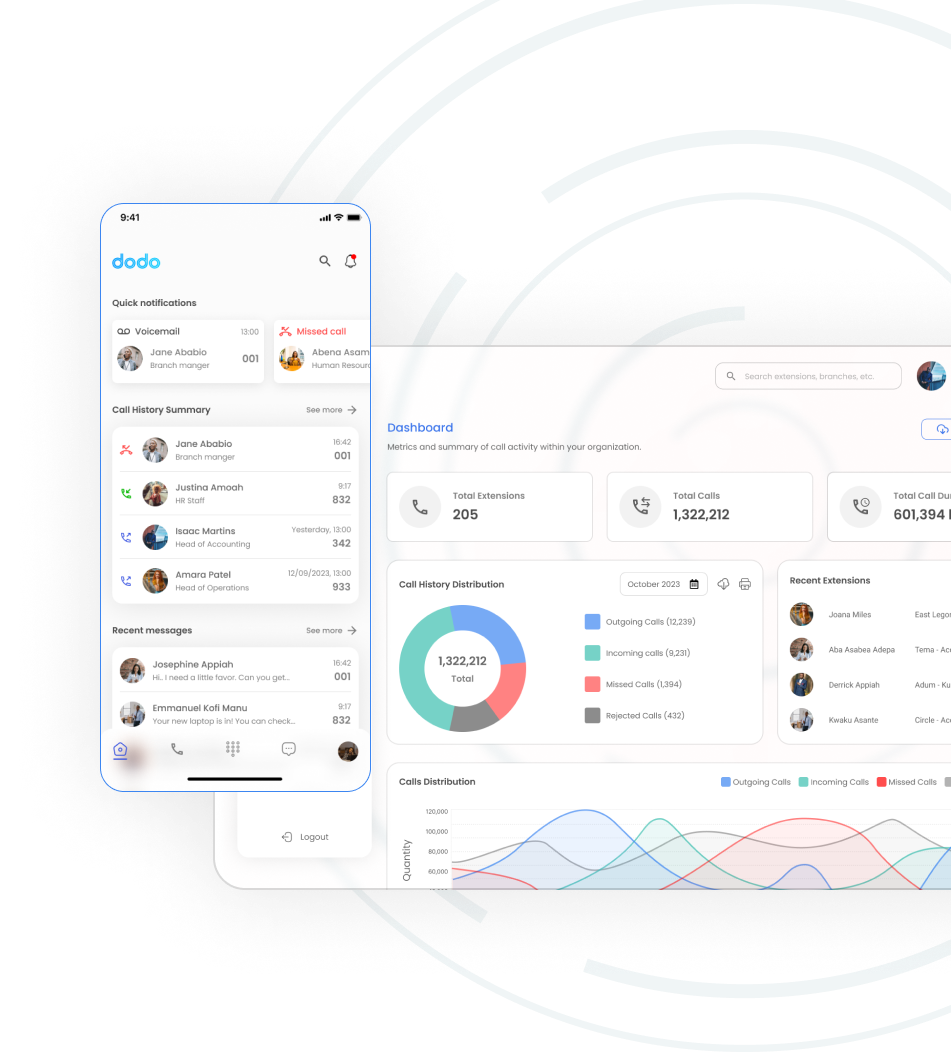 9:41
dodo
Quick notifications
Voicemail 13:00
Jane Ababio
Branch manger
001
Missed call
Abena Asam
Human Resourc
Call History Summary
See more
Jane Ababio 16:42
Branch manger 001
Justina Amoah 9:17
HR Staff 832
Isaac Martins Yesterday, 13:00
Head of Accounting 342
Amara Patel 12/09/2023, 13:00
Head of Operations 933
Recent messages
See more
Josephine Appiah 16:42
Hi.. I need a little favor. Can you get... 001
Emmanuel Kofi Manu 9:17
Your new laptop is in! You can check... 832
Logout
Search extensions, branches, etc.
Dashboard
Metrics and summary of call activity within your organization.
Total Extensions
205
Total Calls
1,322,212
Total Call Du
601,394
Call History Distribution
October 2023
1,322,212
Total
Outgoing Calls (12,239)
Incoming calls (9,231)
Missed Calls (1,394)
Rejected Calls (432)
Recent Extensions
Joana Miles East Legor
Aba Asabea Adepa Tema - Acc
Derrick Appiah Adum - Ku
Kwaku Asante Circle - Acc
Calls Distribution
Outgoing Calls
Incoming Calls
Missed Calls
Quantity
120,000
100,000
80,000
60,000